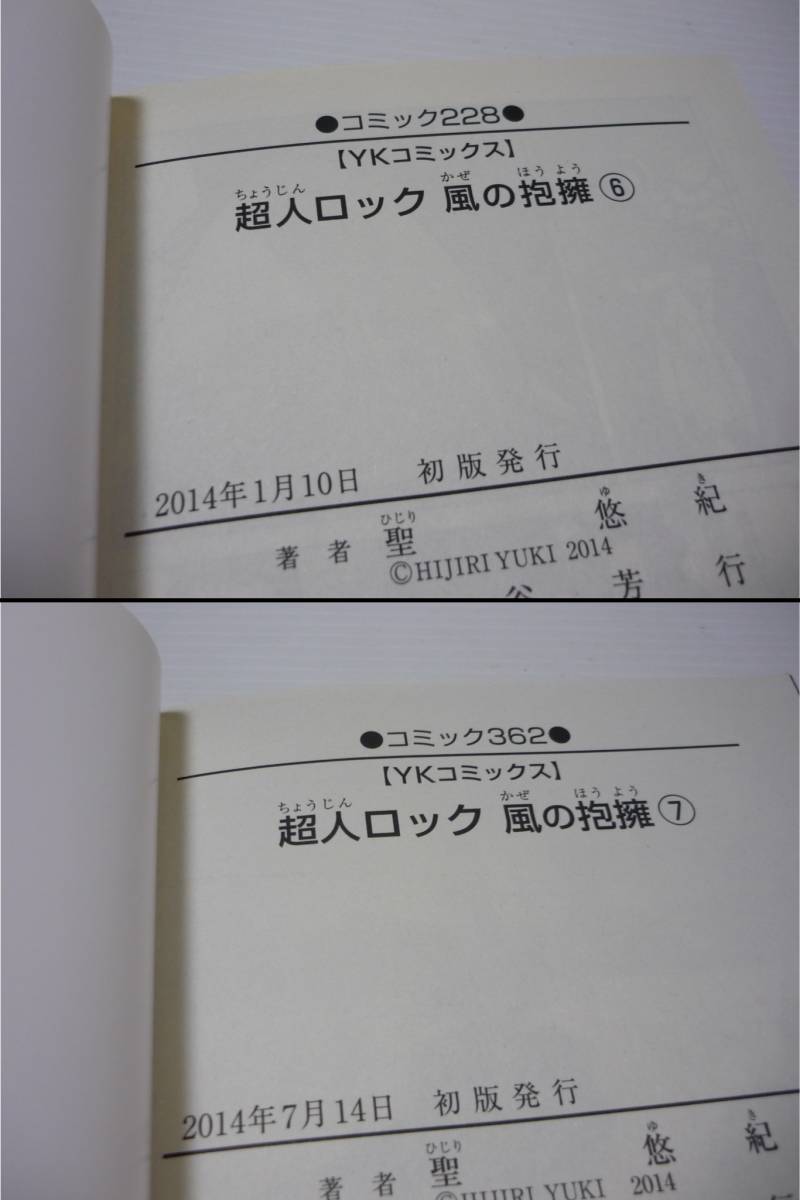 ●コミック228●
【YKコミックス】
ちょうじん かぜ ほう よう
超人ロック 風の抱擁⑥
2014年1月10日 初版発行
ひじり ゆ き
著者 聖 悠紀
©HIJIRI YUKI 2014
谷 芳行
●コミック362●
【YKコミックス】
ちょうじん かぜ ほう よう
超人ロック 風の抱擁⑦
2014年7月14日 初版発行
ひじり ゆ き
著者 聖 悠紀
©HIJIRI YUKI 2014